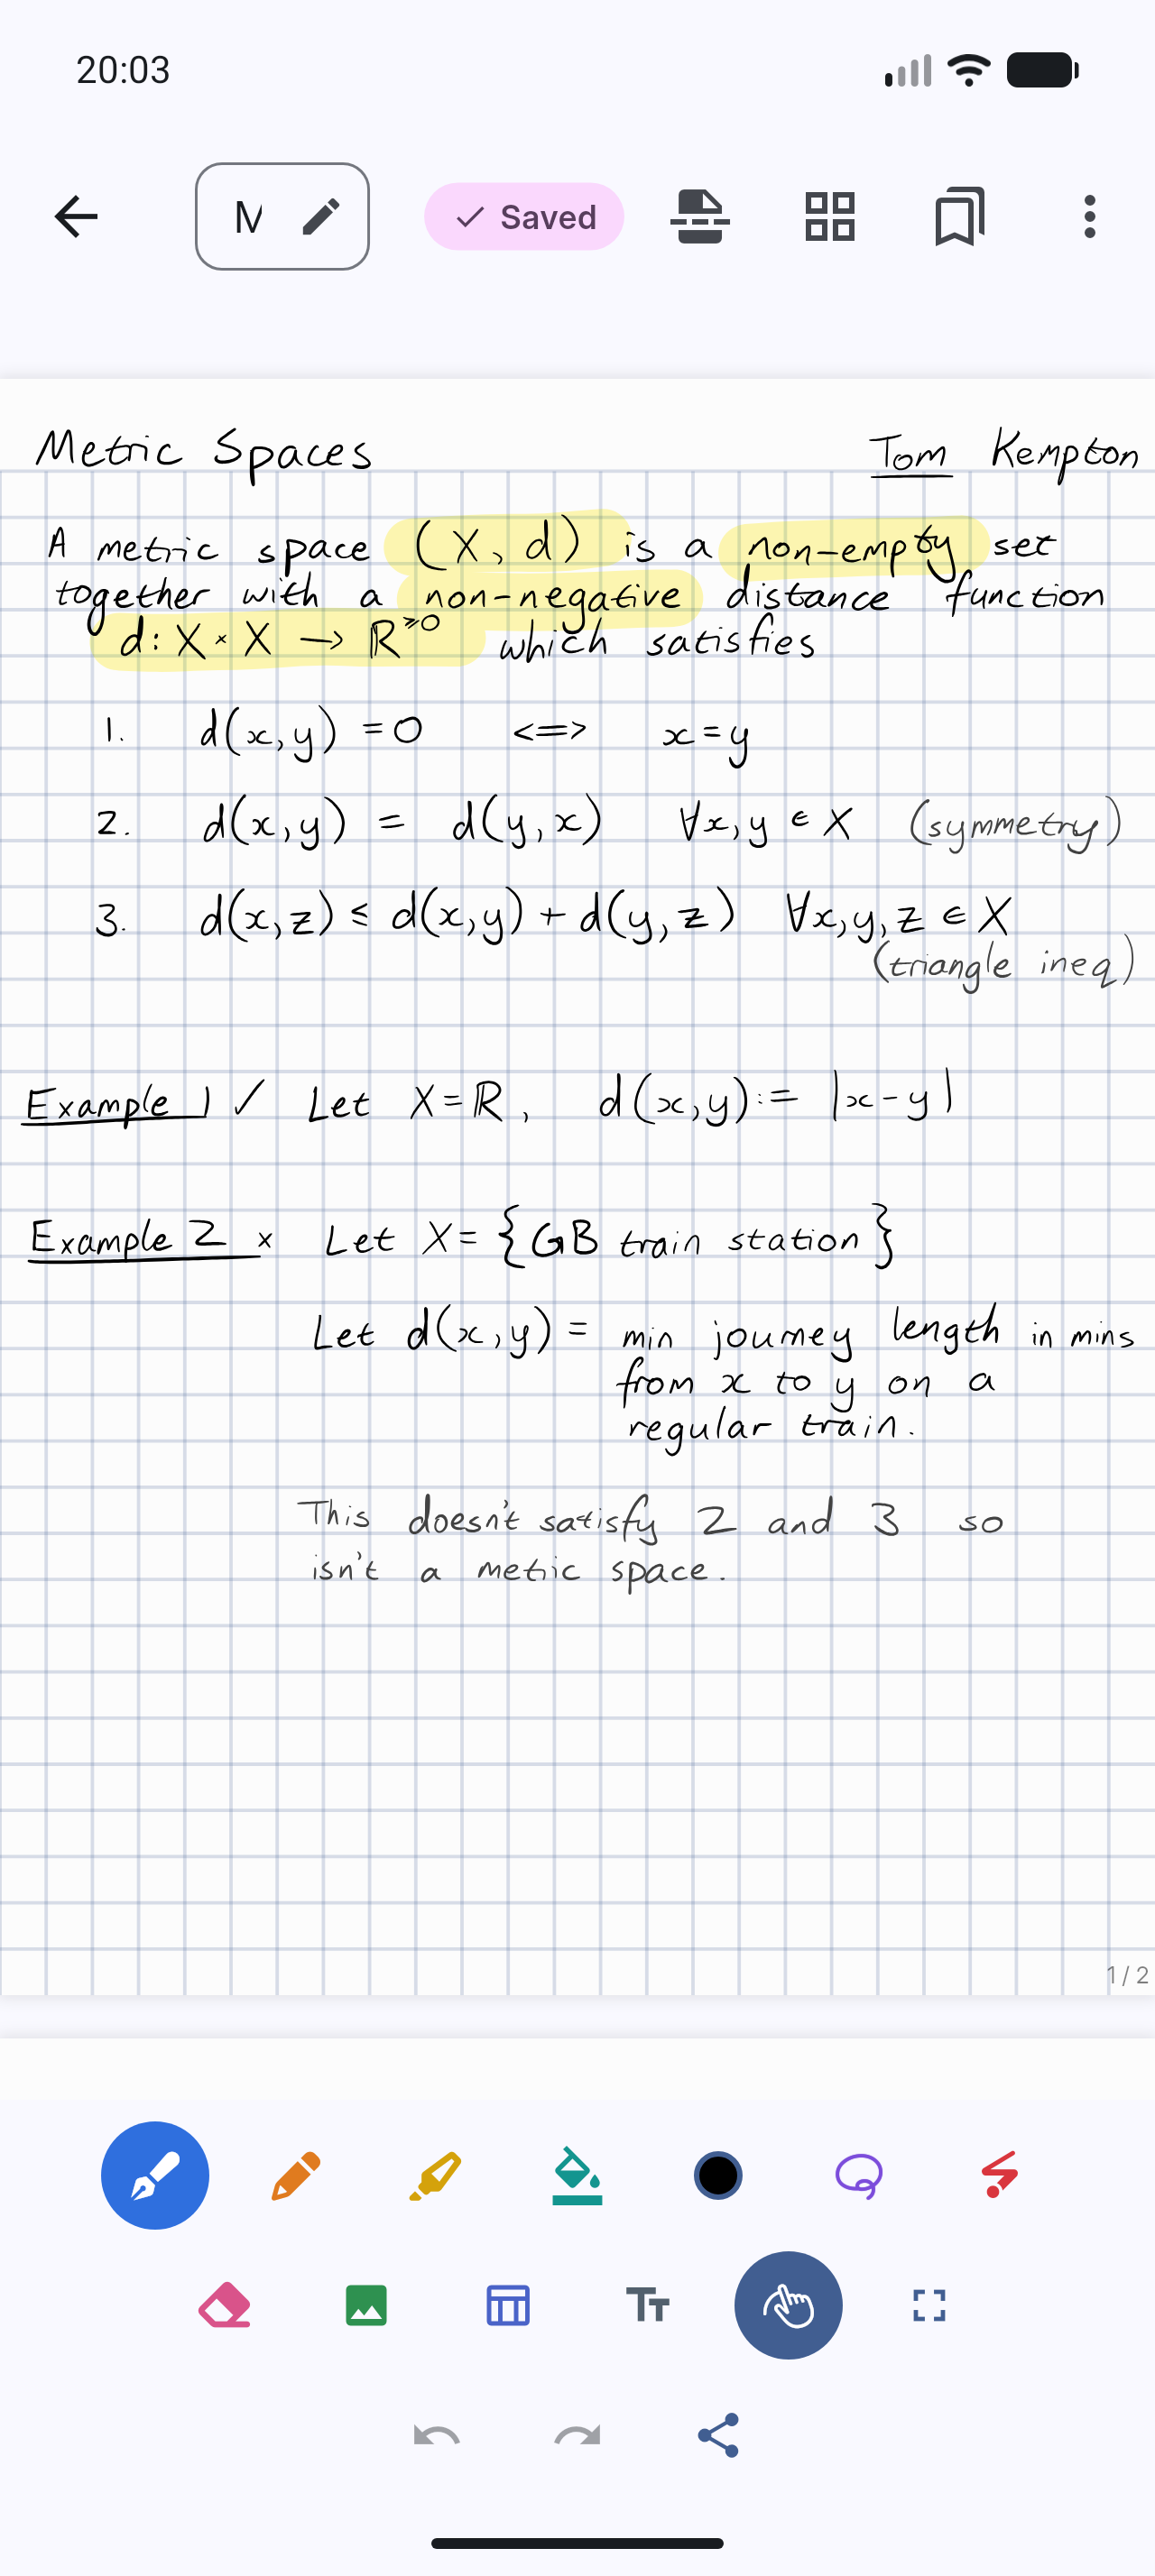 20:03
M
Saved
Metric Spaces Tom Kempton
A metric space (X, d) is a non-empty set
together with a non-negative distance function
d: X × X → ℝ^≥0 which satisfies
1. d(x,y) = 0 <=> x = y
2. d(x,y) = d(y,x) ∀x,y ∈ X (symmetry)
3. d(x,z) ≤ d(x,y) + d(y,z) ∀x,y,z ∈ X
(triangle ineq)
Example 1 ✓ Let X = ℝ, d(x,y) := |x - y|
Example 2 × Let X = {GB train station}
Let d(x,y) = min journey length in mins
from x to y on a
regular train.
This doesn't satisfy 2 and 3 so
isn't a metric space.
1 / 2
Tт